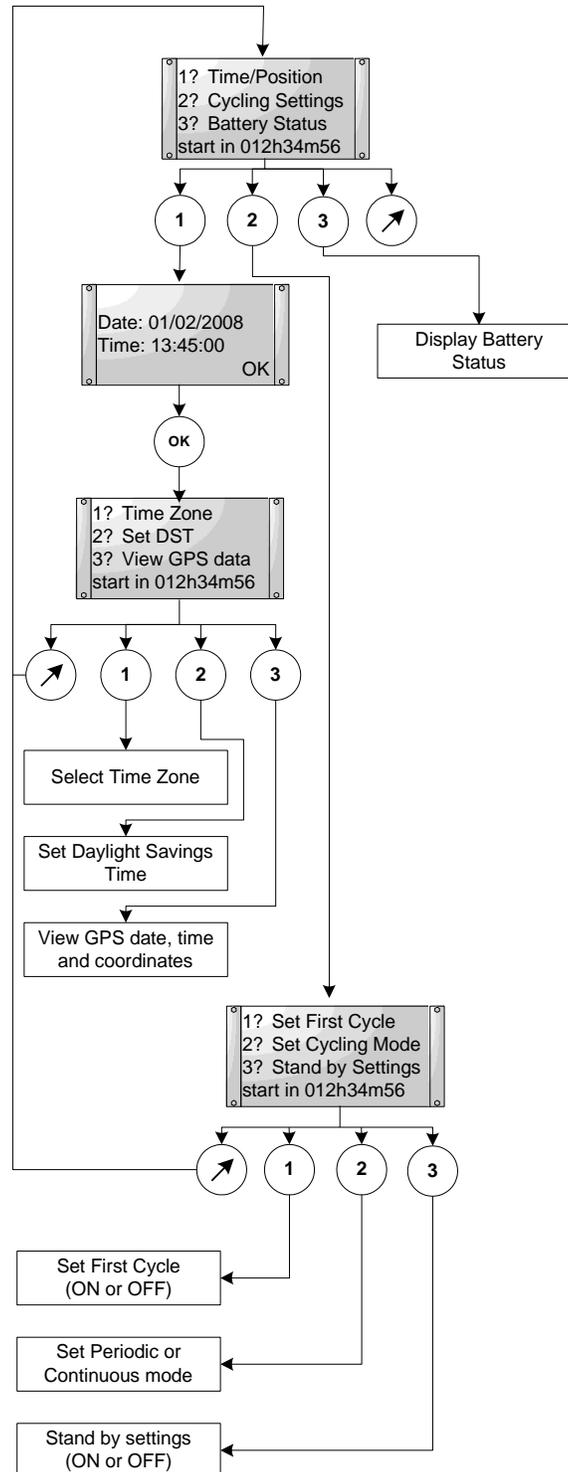 1? Time/Position
2? Cycling Settings
3? Battery Status
start in 012h34m56
1
2
3
Date: 01/02/2008
Time: 13:45:00
OK
Display Battery
Status
OK
1? Time Zone
2? Set DST
3? View GPS data
start in 012h34m56
1
2
3
Select Time Zone
Set Daylight Savings
Time
View GPS date, time
and coordinates
1? Set First Cycle
2? Set Cycling Mode
3? Stand by Settings
start in 012h34m56
1
2
3
Set First Cycle
(ON or OFF)
Set Periodic or
Continuous mode
Stand by settings
(ON or OFF)